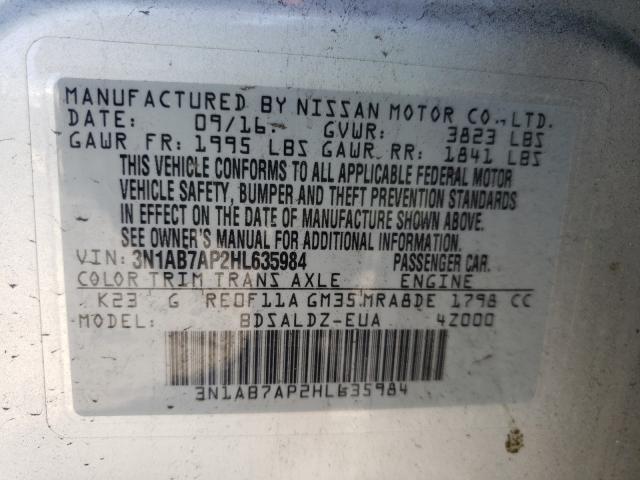 MANUFACTURED BY NISSAN MOTOR CO., LTD.
DATE: 09/16. GVWR: 3823 LBS
GAWR FR: 1995 LBS GAWR RR: 1841 LBS
THIS VEHICLE CONFORMS TO ALL APPLICABLE FEDERAL MOTOR
VEHICLE SAFETY, BUMPER AND THEFT PREVENTION STANDARDS
IN EFFECT ON THE DATE OF MANUFACTURE SHOWN ABOVE.
SEE OWNER'S MANUAL FOR ADDITIONAL INFORMATION.
VIN: 3N1AB7AP2HL635984 PASSENGER CAR.
COLOR TRIM TRANS AXLE ENGINE
K23 G RE0F11A GM35 MRA8DE 1798 CC
MODEL: BDSALDZ-EUA 4Z000
3N1AB7AP2HL635984